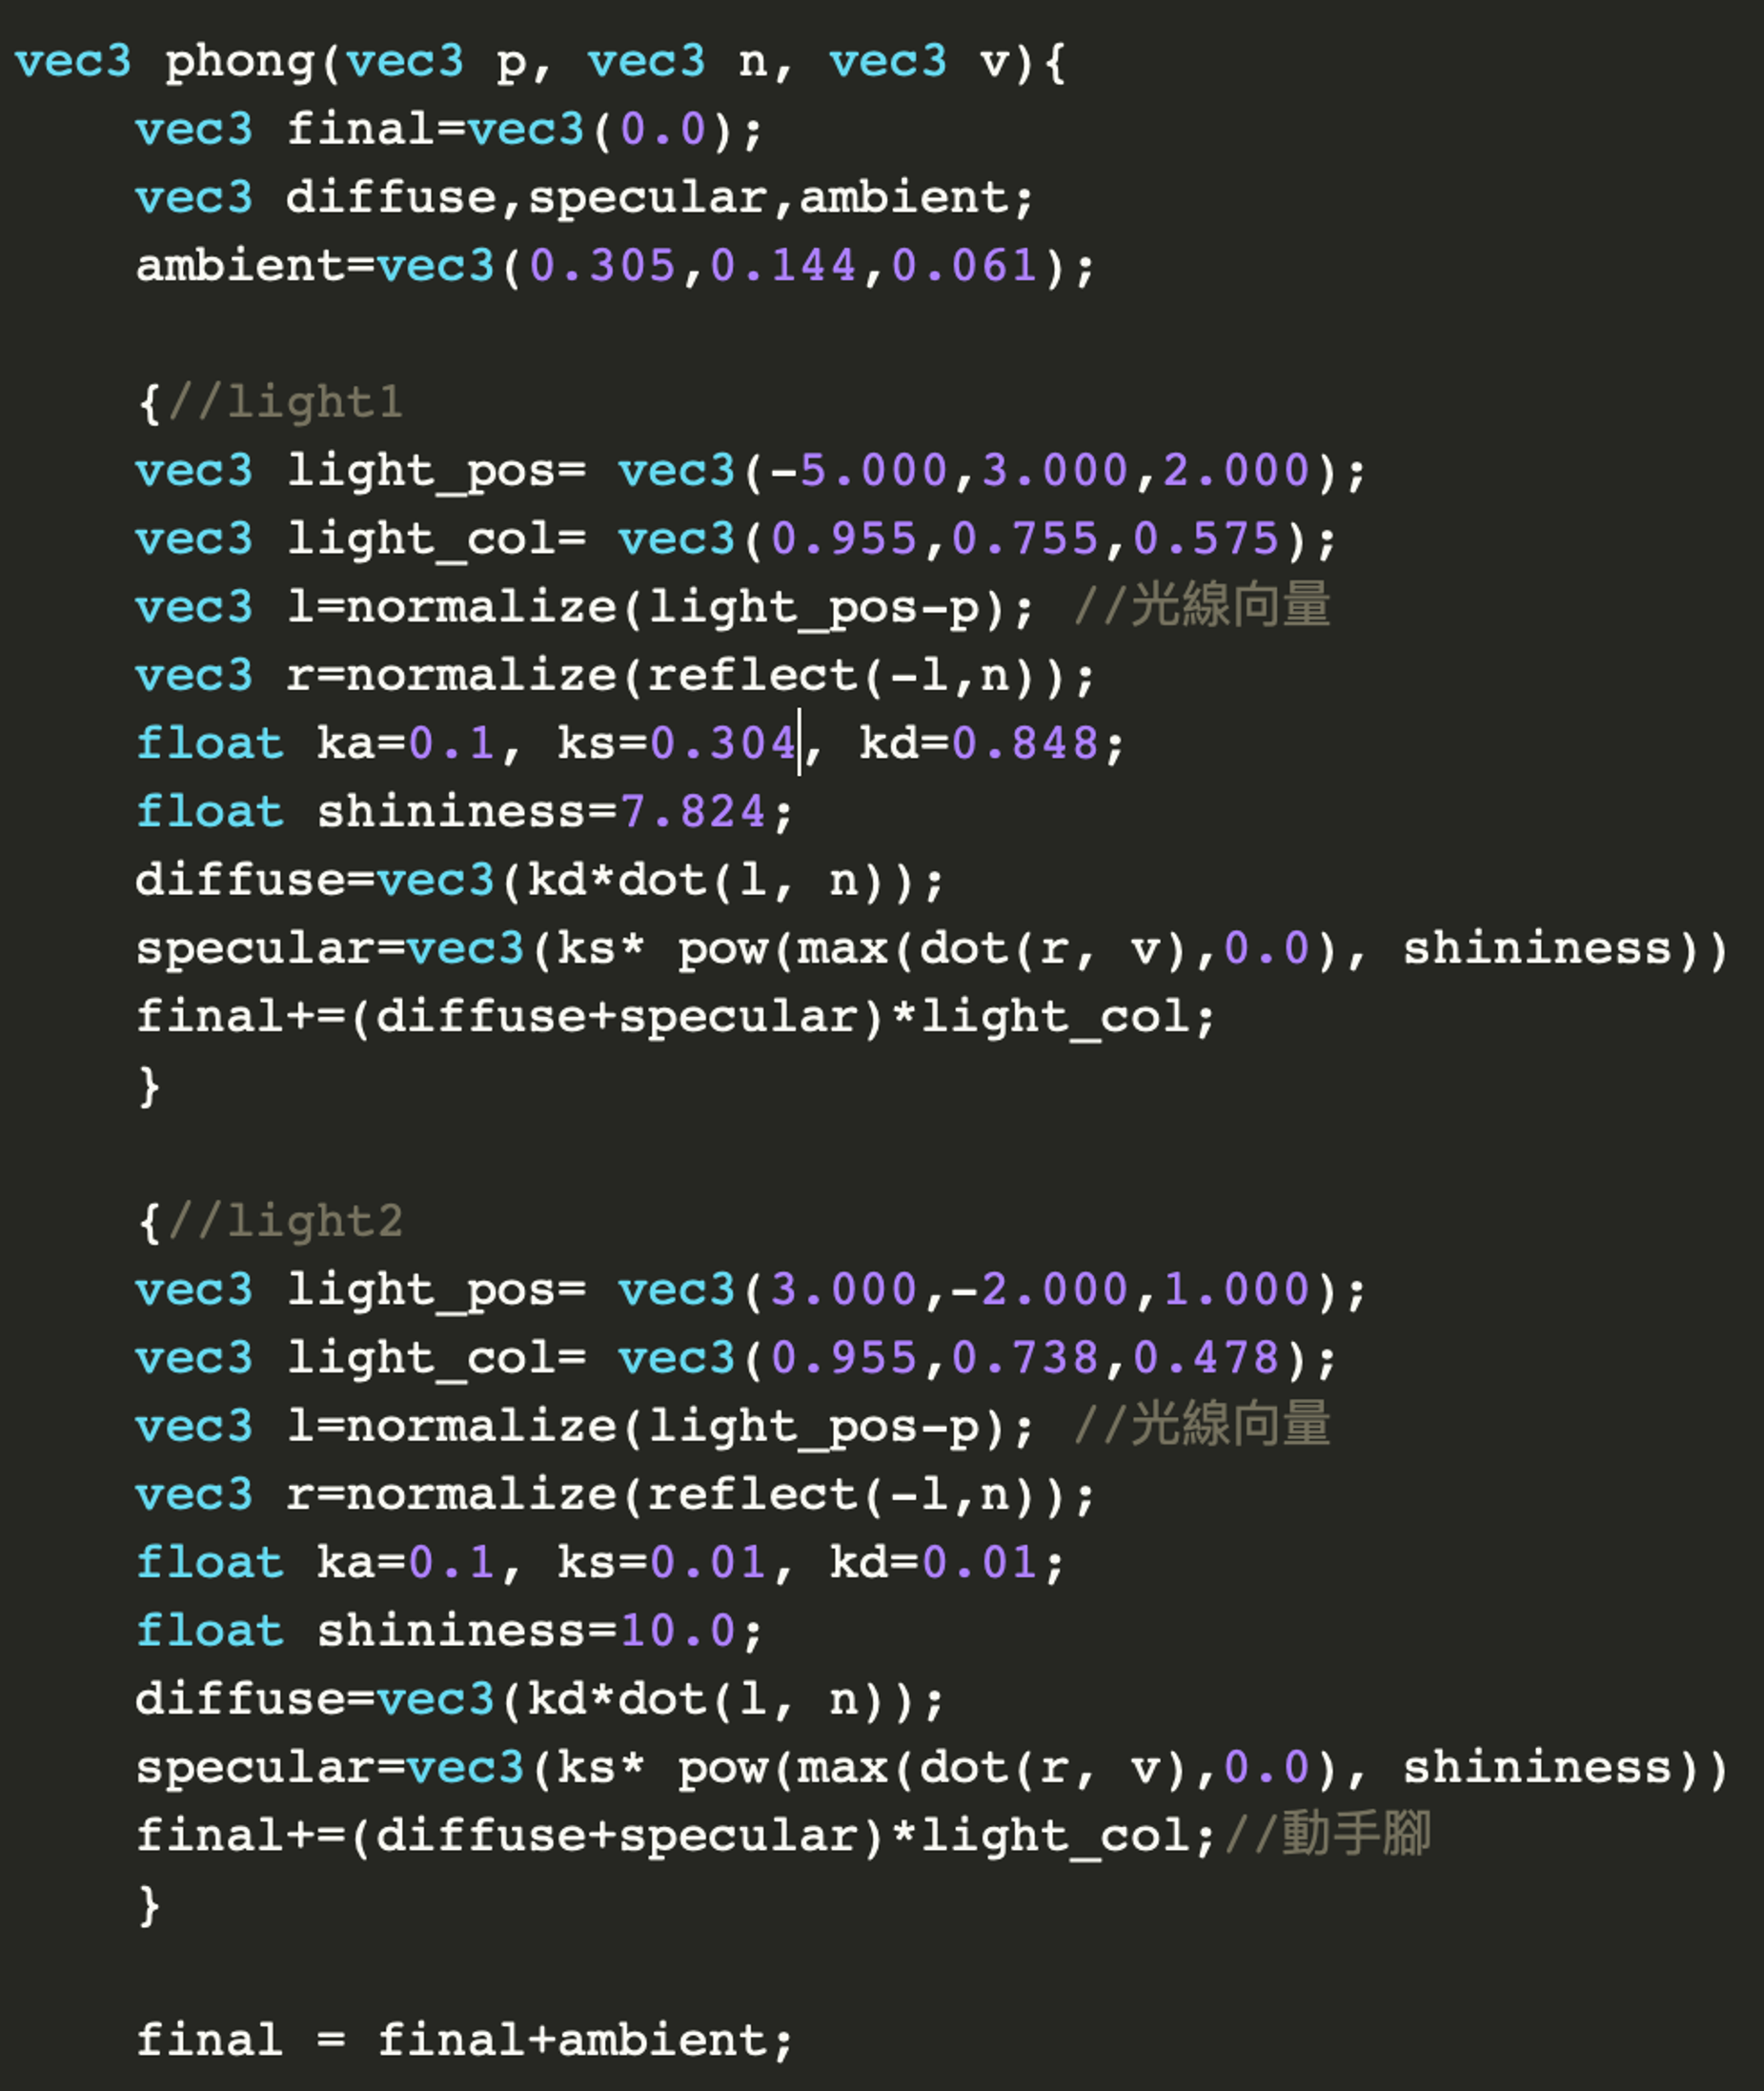 vec3 phong(vec3 p, vec3 n, vec3 v){
vec3 final=vec3(0.0);
vec3 diffuse,specular,ambient;
ambient=vec3(0.305,0.144,0.061);
{//light1
vec3 light_pos= vec3(-5.000,3.000,2.000);
vec3 light_col= vec3(0.955,0.755,0.575);
vec3 l=normalize(light_pos-p); //光線向量
vec3 r=normalize(reflect(-l,n));
float ka=0.1, ks=0.304, kd=0.848;
float shininess=7.824;
diffuse=vec3(kd*dot(l, n));
specular=vec3(ks* pow(max(dot(r, v),0.0), shininess))
final+=(diffuse+specular)*light_col;
}
{//light2
vec3 light_pos= vec3(3.000,-2.000,1.000);
vec3 light_col= vec3(0.955,0.738,0.478);
vec3 l=normalize(light_pos-p); //光線向量
vec3 r=normalize(reflect(-l,n));
float ka=0.1, ks=0.01, kd=0.01;
float shininess=10.0;
diffuse=vec3(kd*dot(l, n));
specular=vec3(ks* pow(max(dot(r, v),0.0), shininess))
final+=(diffuse+specular)*light_col;//動手腳
}
final = final+ambient;